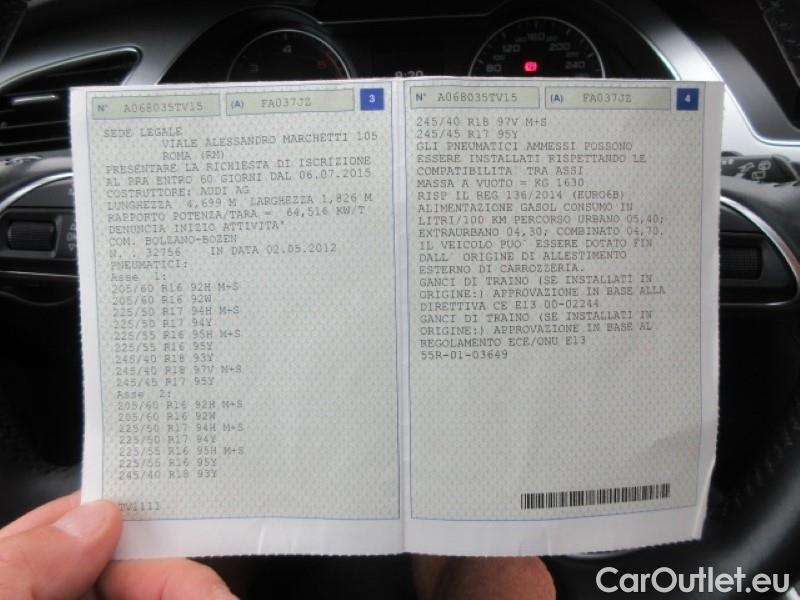 N° A068035TV15 (A) FA037JZ 3
SEDE LEGALE
VIALE ALESSANDRO MARCHETTI 105
ROMA (RM)
PRESENTARE LA RICHIESTA DI ISCRIZIONE
AL PRA ENTRO 60 GIORNI DAL 06.07.2015
COSTRUTTORE: AUDI AG
LUNGHEZZA 4,699 M LARGHEZZA 1,826 M
RAPPORTO POTENZA/TARA = 64,516 KW/T
DENUNCIA INIZIO ATTIVITA'
COM. BOLZANO-BOZEN
N. . 32756 IN DATA 02.05.2012
PNEUMATICI:
Asse 1:
205/60 R16 92H M+S
205/60 R16 92W
225/50 R17 94H M+S
225/50 R17 94Y
225/55 R16 95H M+S
225/55 R16 95Y
245/40 R18 93Y
245/40 R18 97V M+S
245/45 R17 95Y
Asse 2:
205/60 R16 92H M+S
205/60 R16 92W
225/50 R17 94H M+S
225/50 R17 94Y
225/55 R16 95H M+S
225/55 R16 95Y
245/40 R18 93Y
TV1111
N° A068035TV15 (A) FA037JZ 4
245/40 R18 97V M+S
245/45 R17 95Y
GLI PNEUMATICI AMMESSI POSSONO
ESSERE INSTALLATI RISPETTANDO LE
COMPATIBILITA' TRA ASSI
MASSA A VUOTO = KG 1630
RISP IL REG 136/2014 (EURO6B)
ALIMENTAZIONE GASOL CONSUMO IN
LITRI/100 KM PERCORSO URBANO 05,40;
EXTRAURBANO 04,30; COMBINATO 04,70.
IL VEICOLO PUO' ESSERE DOTATO FIN
DALL' ORIGINE DI ALLESTIMENTO
ESTERNO DI CARROZZERIA.
GANCI DI TRAINO (SE INSTALLATI IN
ORIGINE:) APPROVAZIONE IN BASE ALLA
DIRETTIVA CE E13 00-02244
GANCI DI TRAINO (SE INSTALLATI IN
ORIGINE:) APPROVAZIONE IN BASE AL
REGOLAMENTO ECE/ONU E13
55R-01-03649
CarOutlet.eu